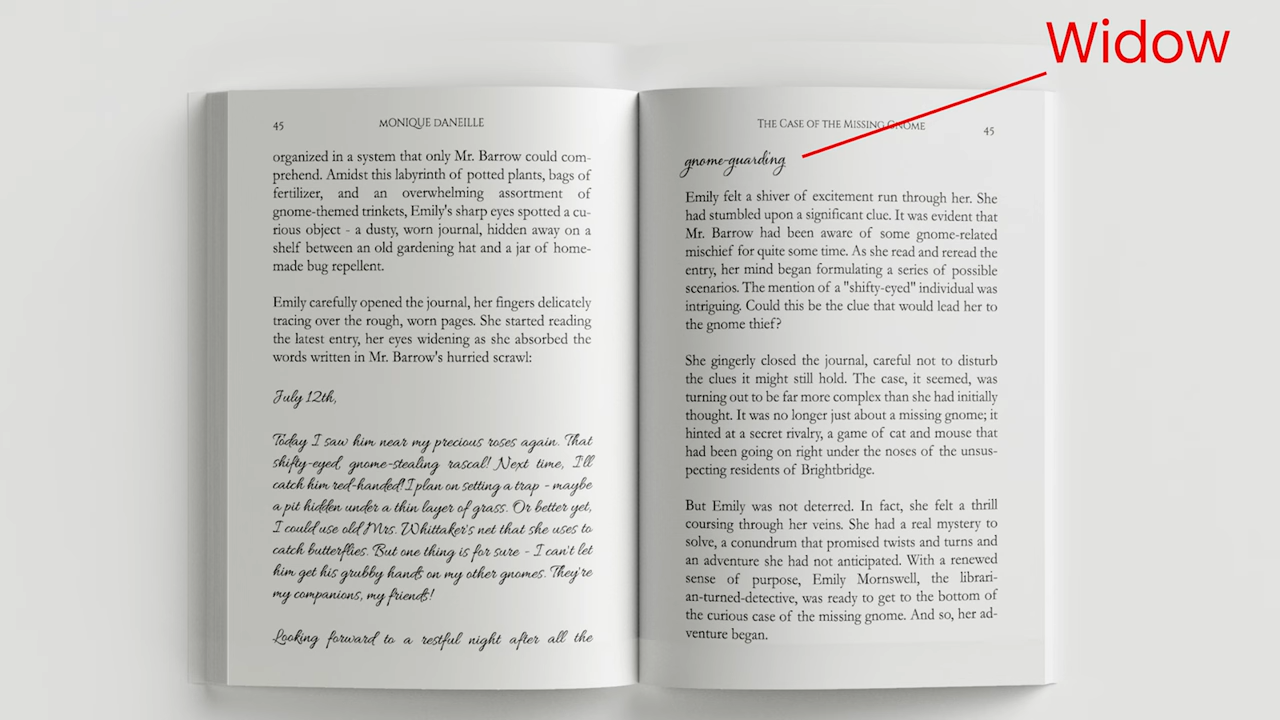 Widow
45 MONIQUE DANEILLE
organized in a system that only Mr. Barrow could com-
prehend. Amidst this labyrinth of potted plants, bags of
fertilizer, and an overwhelming assortment of
gnome-themed trinkets, Emily's sharp eyes spotted a cu-
rious object - a dusty, worn journal, hidden away on a
shelf between an old gardening hat and a jar of home-
made bug repellent.
Emily carefully opened the journal, her fingers delicately
tracing over the rough, worn pages. She started reading
the latest entry, her eyes widening as she absorbed the
words written in Mr. Barrow's hurried scrawl:
July 12th,
Today I saw him near my precious roses again. That
shifty-eyed, gnome-stealing rascal! Next time, I'll
catch him red-handed! I plan on setting a trap - maybe
a pit hidden under a thin layer of grass. Or better yet,
I could use old Mrs. Whittaker's net that she uses to
catch butterflies. But one thing is for sure - I can't let
him get his grubby hands on my other gnomes. They're
my companions, my friends!
Looking forward to a restful night after all the
THE CASE OF THE MISSING GNOME 45
gnome-guarding
Emily felt a shiver of excitement run through her. She
had stumbled upon a significant clue. It was evident that
Mr. Barrow had been aware of some gnome-related
mischief for quite some time. As she read and reread the
entry, her mind began formulating a series of possible
scenarios. The mention of a "shifty-eyed" individual was
intriguing. Could this be the clue that would lead her to
the gnome thief?
She gingerly closed the journal, careful not to disturb
the clues it might still hold. The case, it seemed, was
turning out to be far more complex than she had initially
thought. It was no longer just about a missing gnome; it
hinted at a secret rivalry, a game of cat and mouse that
had been going on right under the noses of the unsus-
pecting residents of Brightbridge.
But Emily was not deterred. In fact, she felt a thrill
coursing through her veins. She had a real mystery to
solve, a conundrum that promised twists and turns and
an adventure she had not anticipated. With a renewed
sense of purpose, Emily Mornswell, the librari-
an-turned-detective, was ready to get to the bottom of
the curious case of the missing gnome. And so, her ad-
venture began.